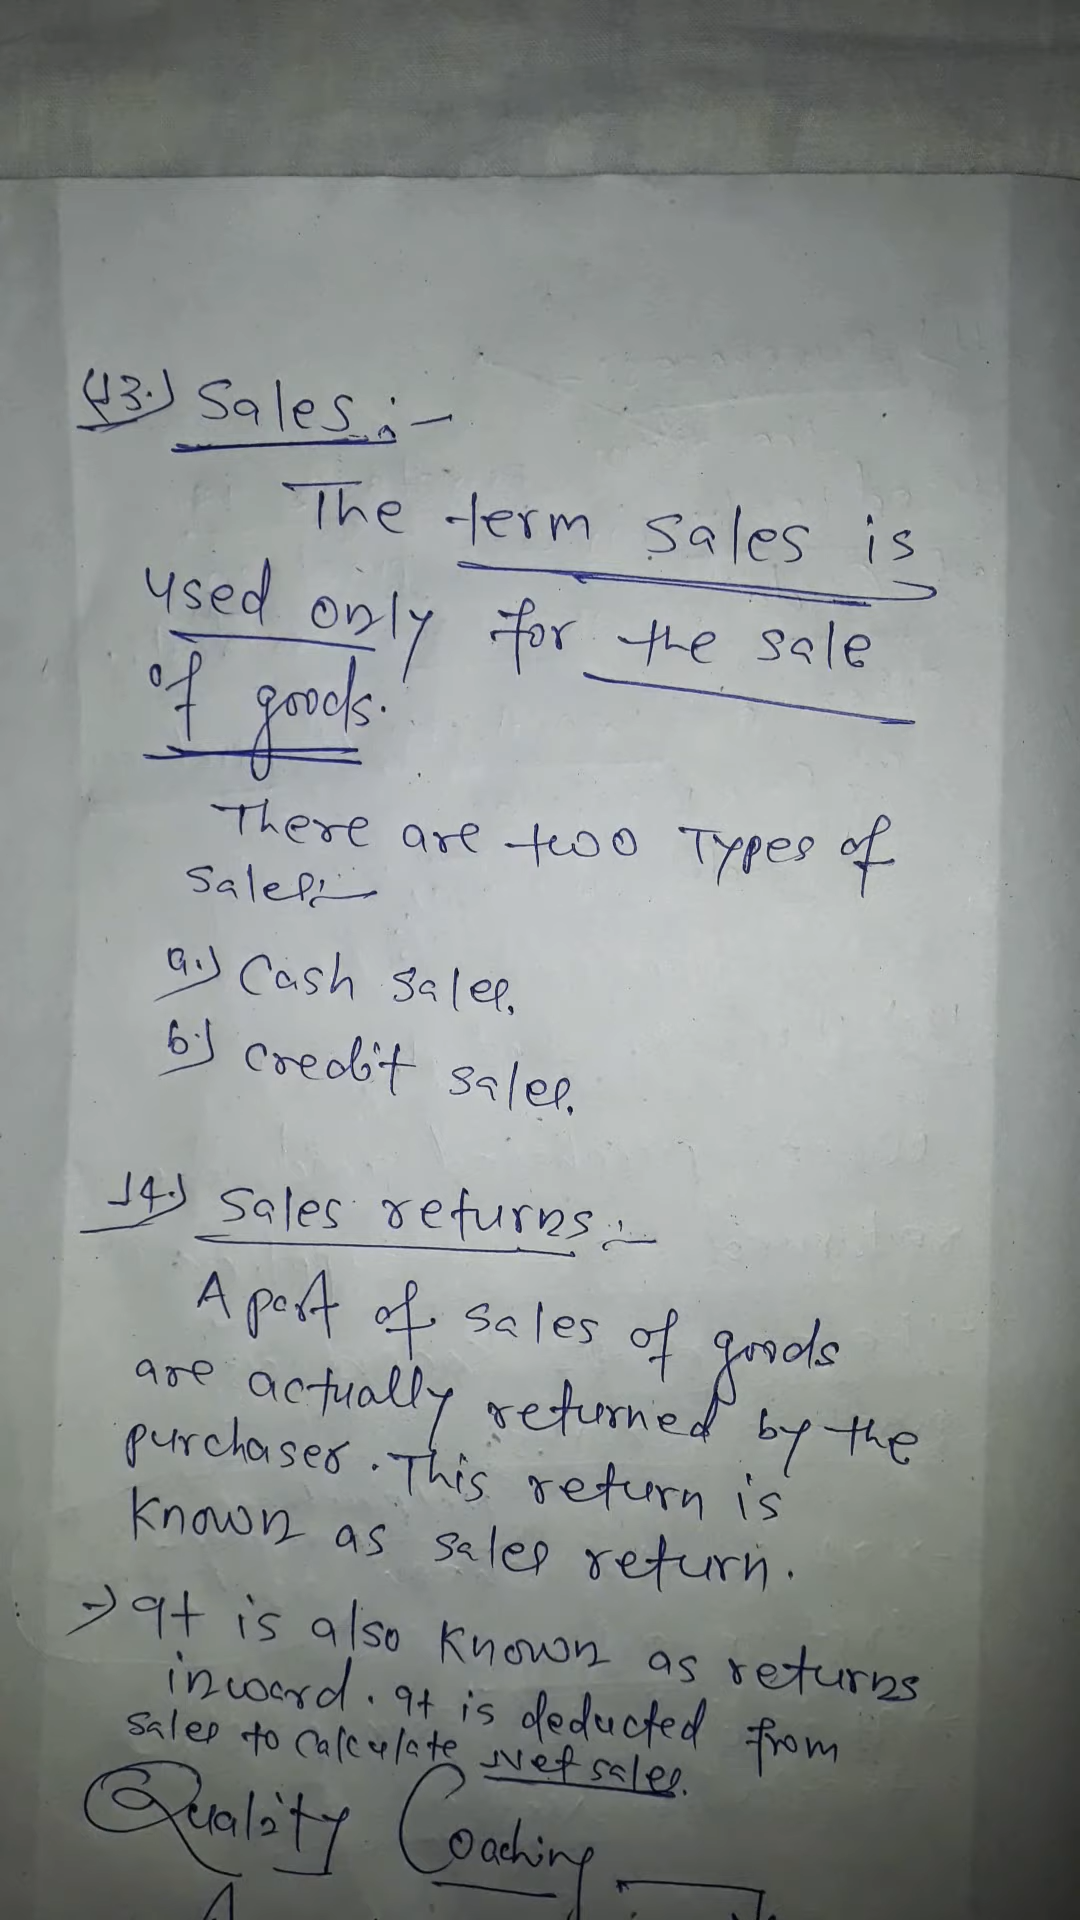 13.) Sales :-
The term sales is
used only for the sale
of goods.
There are two Types of
Sales:-
a.) Cash sales.
b.) Credit sales.
14.) Sales returns :-
A part of sales of goods
are actually returned by the
purchaser. This return is
known as sales return.
→ It is also known as returns
inward. It is deducted from
sales to calculate Net sales.
Quality Coaching